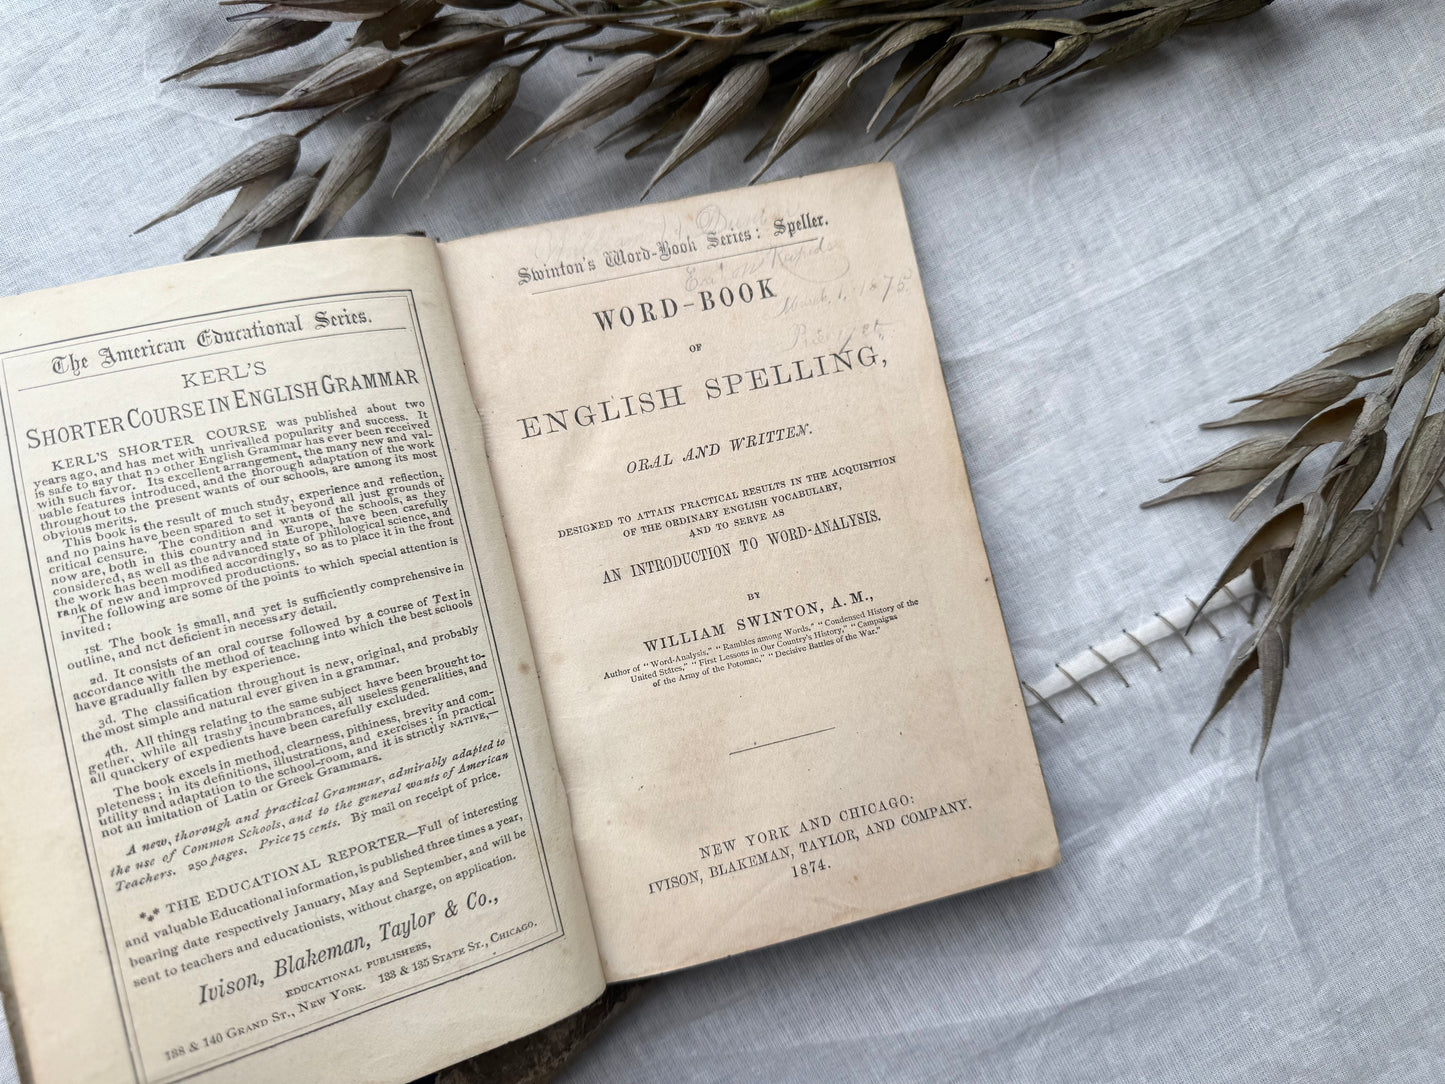 The American Educational Series.
KERL'S
SHORTER COURSE IN ENGLISH GRAMMAR
KERL'S SHORTER COURSE was published about two
years ago, and has met with unrivalled popularity and success. It
is safe to say that no other English Grammar has ever been received
with such favor. Its excellent arrangement, the many new and val-
uable features introduced, and the thorough adaptation of the work
throughout to the present wants of our schools, are among its most
obvious merits.
This book is the result of much study, experience and reflection,
and no pains have been spared to set it beyond all just grounds of
critical censure. The condition and wants of the schools, as they
now are, both in this country and in Europe, have been carefully
considered, as well as the advanced state of philological science, and
the work has been modified accordingly, so as to place it in the front
rank of new and improved productions.
The following are some of the points to which special attention is
invited:
1st. The book is small, and yet is sufficiently comprehensive in
outline, and not deficient in necessary detail.
2d. It consists of an oral course followed by a course of Text in
accordance with the method of teaching into which the best schools
have gradually fallen by experience.
3d. The classification throughout is new, original, and probably
the most simple and natural ever given in a grammar.
4th. All things relating to the same subject have been brought to-
gether, while all trashy incumbrances, all useless generalities, and
all quackery of expedients have been carefully excluded.
The book excels in method, clearness, pithiness, brevity and com-
pleteness; in its definitions, illustrations, and exercises; in practical
utility and adaptation to the school-room, and it is strictly NATIVE,—
not an imitation of Latin or Greek Grammars.
A new, thorough and practical Grammar, admirably adapted to
the use of Common Schools, and to the general wants of American
Teachers. 250 pages. Price 75 cents. By mail on receipt of price.
*** THE EDUCATIONAL REPORTER—Full of interesting
and valuable Educational information, is published three times a year,
bearing date respectively January, May and September, and will be
sent to teachers and educationists, without charge, on application.
Ivison, Blakeman, Taylor & Co.,
EDUCATIONAL PUBLISHERS,
138 & 140 GRAND ST., NEW YORK. 133 & 135 STATE ST., CHICAGO.
Swinton's Word-Book Series: Speller.
March 1, 1875.
WORD-BOOK
OF
ENGLISH SPELLING,
ORAL AND WRITTEN.
DESIGNED TO ATTAIN PRACTICAL RESULTS IN THE ACQUISITION
OF THE ORDINARY ENGLISH VOCABULARY,
AND TO SERVE AS
AN INTRODUCTION TO WORD-ANALYSIS.
BY
WILLIAM SWINTON, A. M.,
Author of "Word-Analysis," "Rambles among Words," "Condensed History of the
United States," "First Lessons in Our Country's History," "Campaigns
of the Army of the Potomac," "Decisive Battles of the War."
NEW YORK AND CHICAGO:
IVISON, BLAKEMAN, TAYLOR, AND COMPANY.
1874.